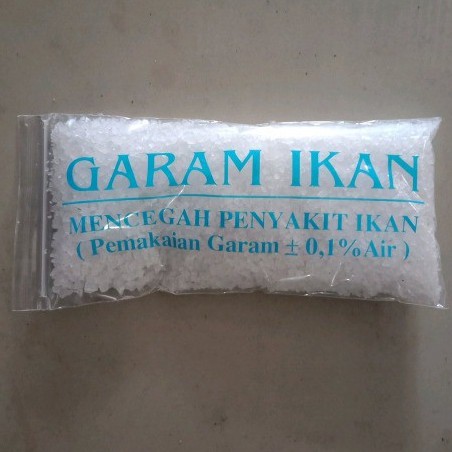 GARAM IKAN
MENCEGAH PENYAKIT IKAN
( Pemakaian Garam ± 0,1% Air )